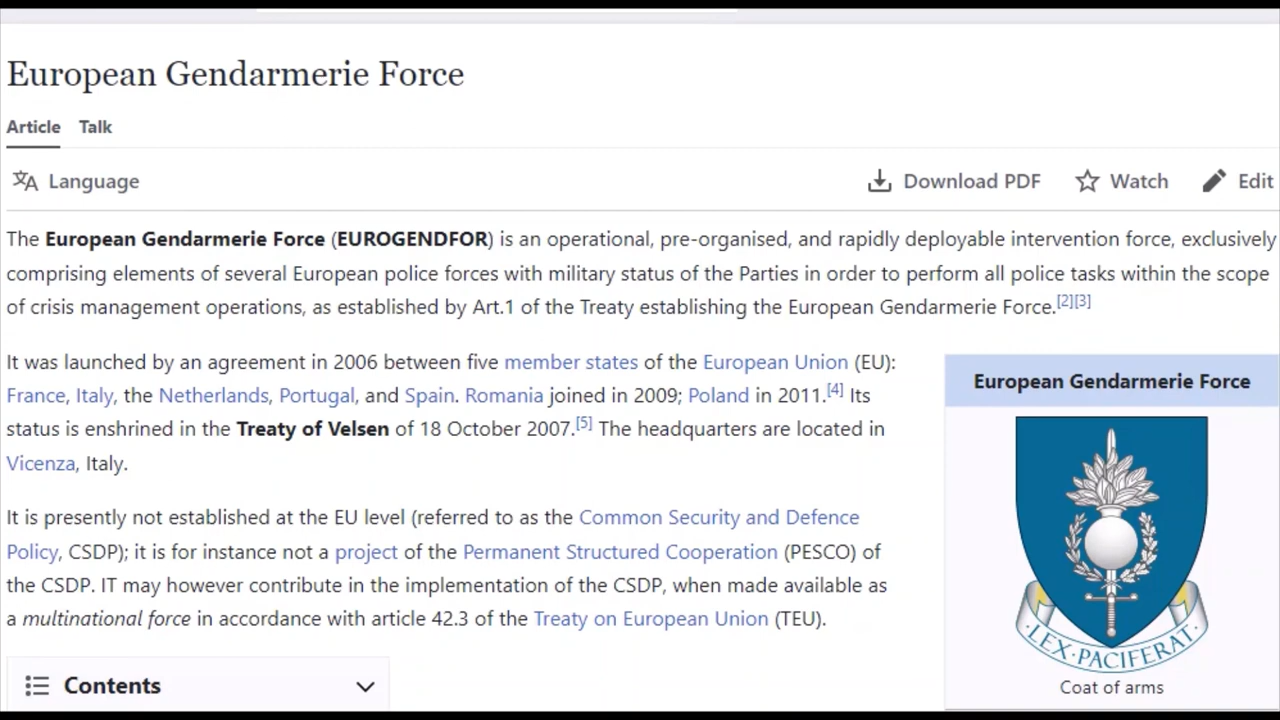 European Gendarmerie Force
Article Talk
Language Download PDF Watch Edit
The European Gendarmerie Force (EUROGENDFOR) is an operational, pre-organised, and rapidly deployable intervention force, exclusively
comprising elements of several European police forces with military status of the Parties in order to perform all police tasks within the scope
of crisis management operations, as established by Art.1 of the Treaty establishing the European Gendarmerie Force.[2][3]
It was launched by an agreement in 2006 between five member states of the European Union (EU):
France, Italy, the Netherlands, Portugal, and Spain. Romania joined in 2009; Poland in 2011.[4] Its
status is enshrined in the Treaty of Velsen of 18 October 2007.[5] The headquarters are located in
Vicenza, Italy.
It is presently not established at the EU level (referred to as the Common Security and Defence
Policy, CSDP); it is for instance not a project of the Permanent Structured Cooperation (PESCO) of
the CSDP. IT may however contribute in the implementation of the CSDP, when made available as
a multinational force in accordance with article 42.3 of the Treaty on European Union (TEU).
Contents
European Gendarmerie Force
LEX·PACIFERAT·
Coat of arms